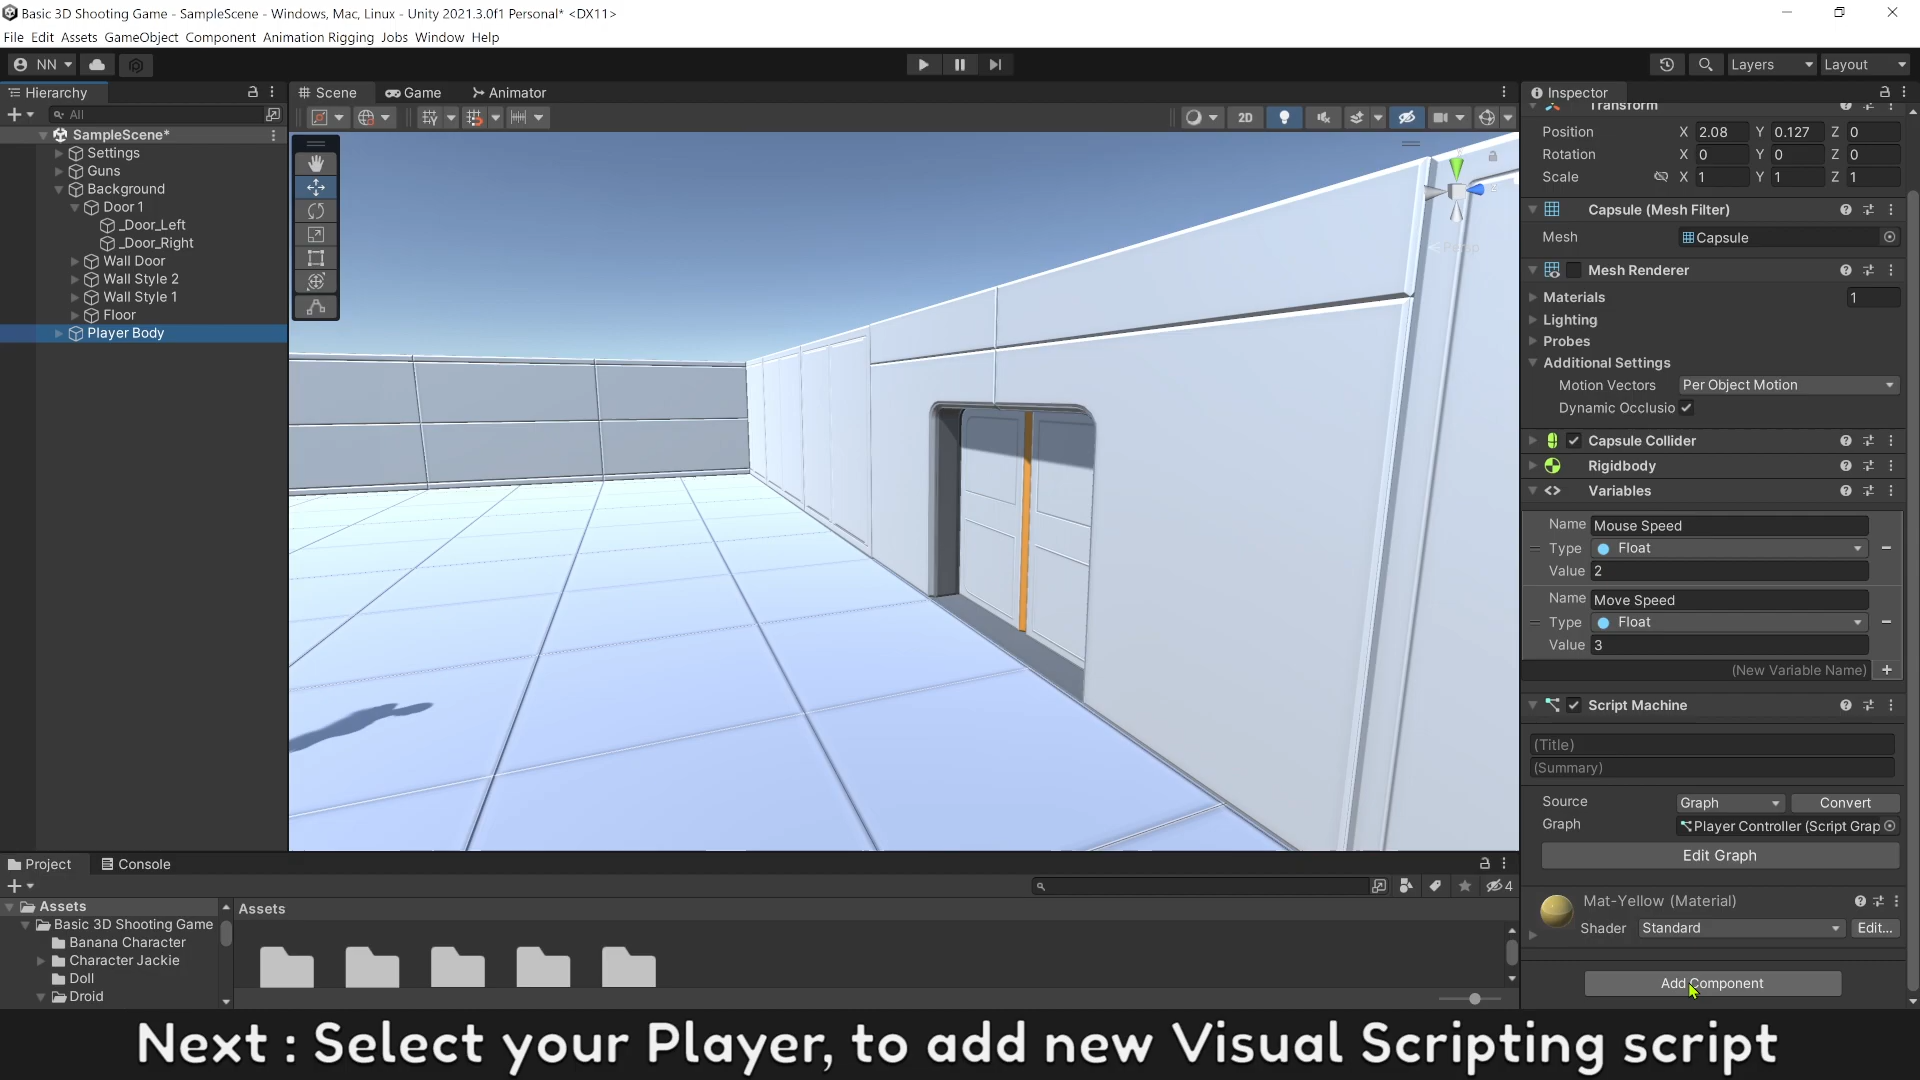 Basic 3D Shooting Game - SampleScene - Windows, Mac, Linux - Unity 2021.3.0f1 Personal* <DX11>
File Edit Assets GameObject Component Animation Rigging Jobs Window Help
NN
Layers
Layout
Hierarchy
All
SampleScene*
Settings
Guns
Background
Door 1
_Door_Left
_Door_Right
Wall Door
Wall Style 2
Wall Style 1
Floor
Player Body
Scene
Game
Animator
2D
Persp
Inspector
Transform
Position X 2.08 Y 0.127 Z 0
Rotation X 0 Y 0 Z 0
Scale X 1 Y 1 Z 1
Capsule (Mesh Filter)
Mesh Capsule
Mesh Renderer
Materials 1
Lighting
Probes
Additional Settings
Motion Vectors Per Object Motion
Dynamic Occlusio
Capsule Collider
Rigidbody
Variables
Name Mouse Speed
Type Float
Value 2
Name Move Speed
Type Float
Value 3
(New Variable Name)
Script Machine
(Title)
(Summary)
Source Graph Convert
Graph Player Controller (Script Grap
Edit Graph
Mat-Yellow (Material)
Shader Standard Edit...
Add Component
Project
Console
4
Assets
Basic 3D Shooting Game
Banana Character
Character Jackie
Doll
Droid
Assets
Next : Select your Player, to add new Visual Scripting script